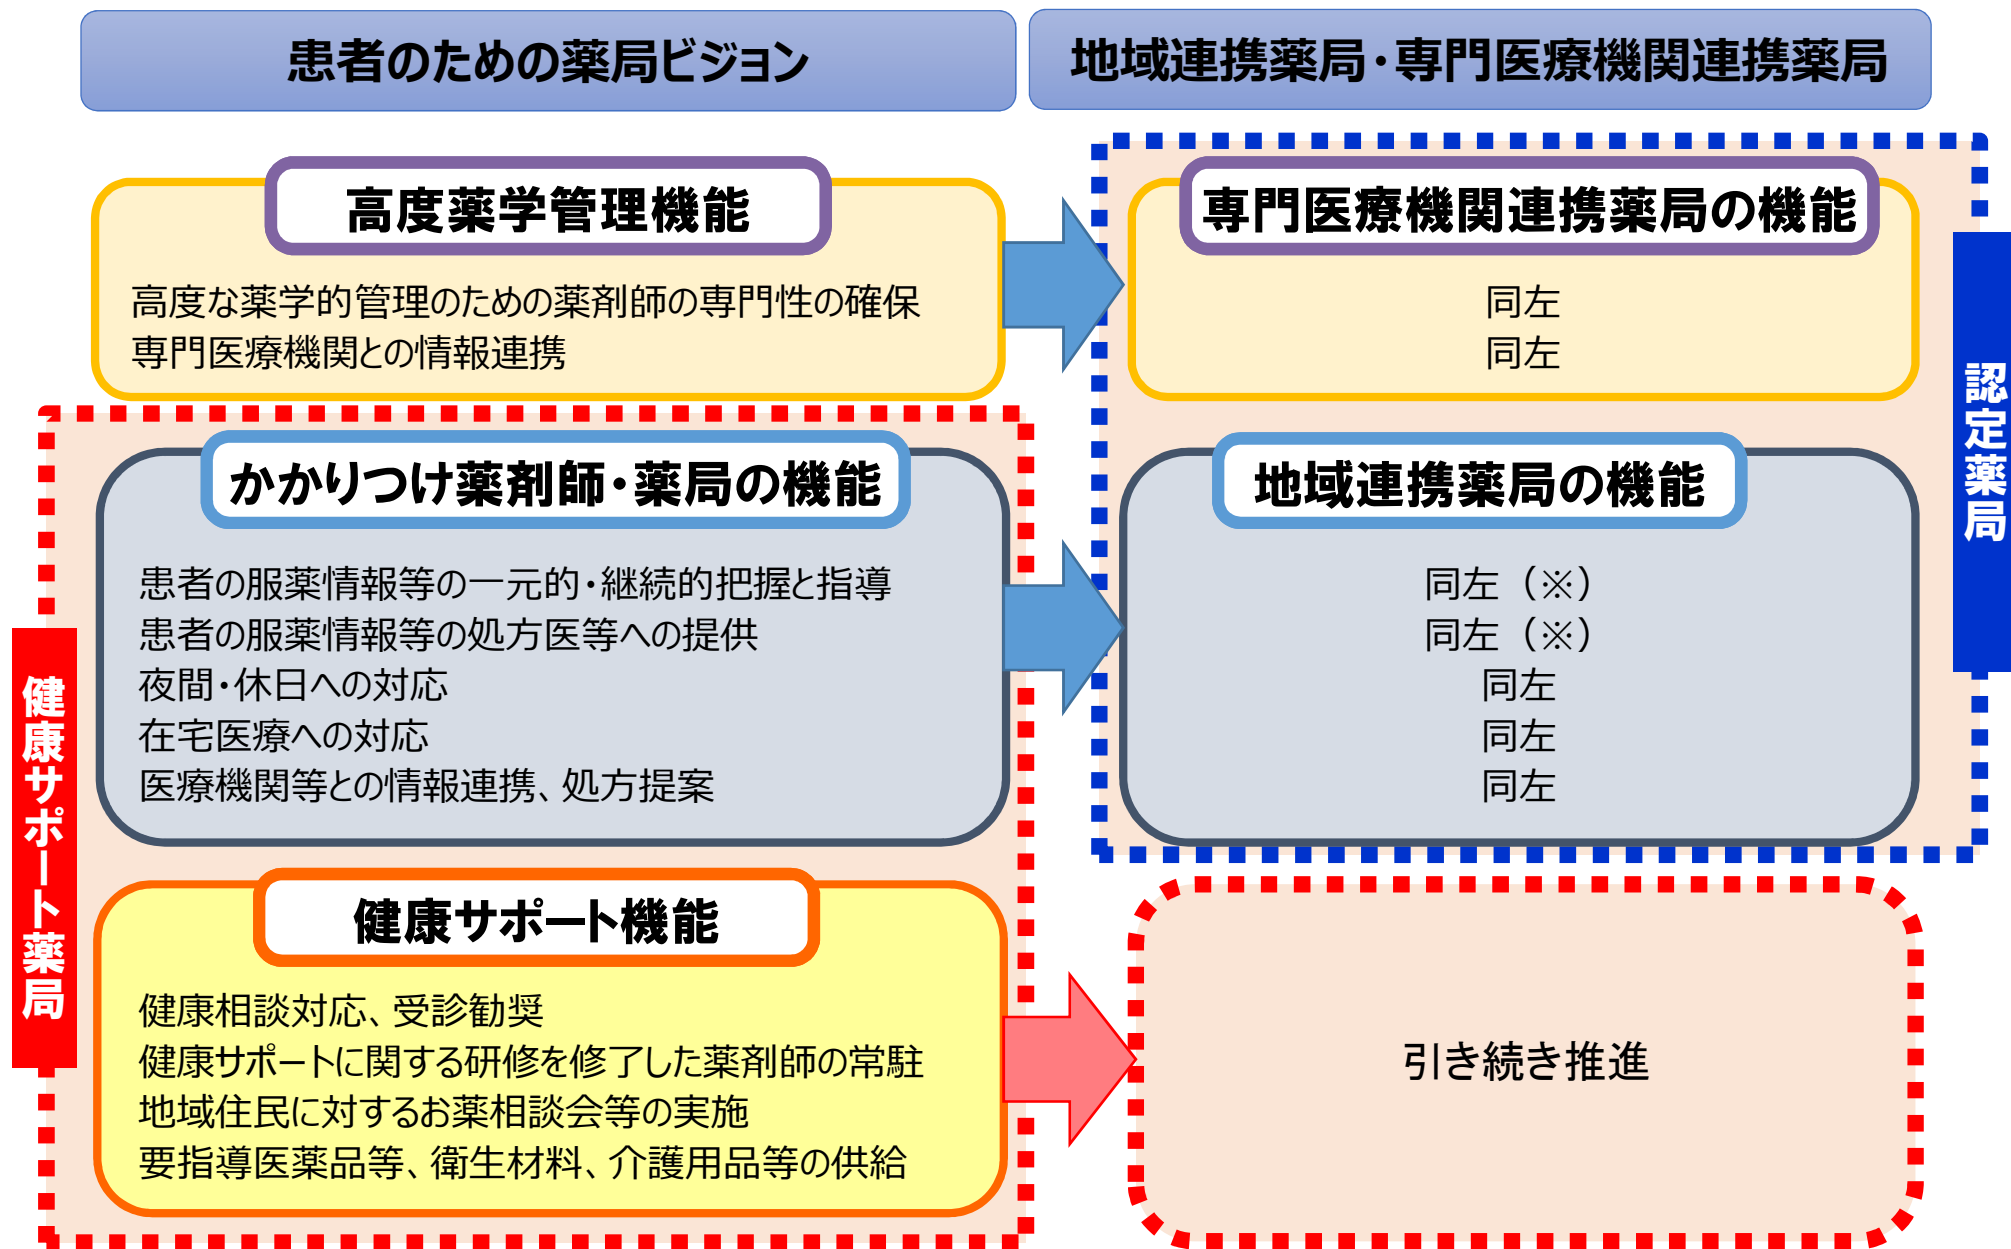 患者のための薬局ビジョン
地域連携薬局・専門医療機関連携薬局
高度薬学管理機能
高度な薬学的管理のための薬剤師の専門性の確保
専門医療機関との情報連携
専門医療機関連携薬局の機能
同左
同左
認定薬局
健康サポート薬局
かかりつけ薬剤師・薬局の機能
患者の服薬情報等の一元的・継続的把握と指導
患者の服薬情報等の処方医等への提供
夜間・休日への対応
在宅医療への対応
医療機関等との情報連携、処方提案
地域連携薬局の機能
同左（※）
同左（※）
同左
同左
同左
健康サポート機能
健康相談対応、受診勧奨
健康サポートに関する研修を修了した薬剤師の常駐
地域住民に対するお薬相談会等の実施
要指導医薬品等、衛生材料、介護用品等の供給
引き続き推進